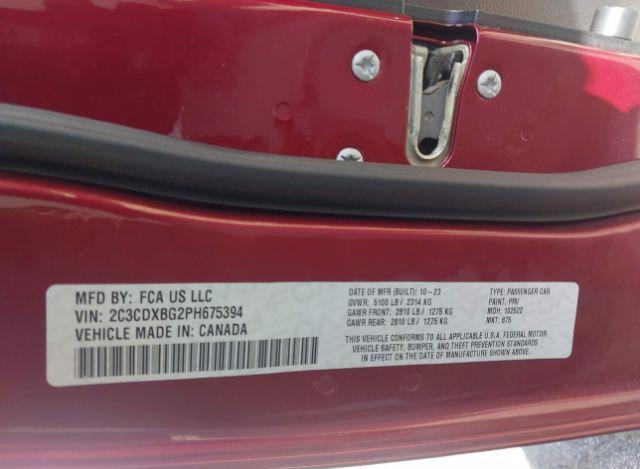 MFD BY: FCA US LLC
VIN: 2C3CDXBG2PH675394
VEHICLE MADE IN: CANADA
DATE OF MFR (BUILT): 10-23
GVWR: 5100 LB / 2314 KG
GAWR FRONT: 2810 LB / 1275 KG
GAWR REAR: 2810 LB / 1275 KG
TYPE: PASSENGER CAR
PAINT: PRV
MDH: 102522
MKT: 875
THIS VEHICLE CONFORMS TO ALL APPLICABLE U.S.A. FEDERAL MOTOR
VEHICLE SAFETY, BUMPER, AND THEFT PREVENTION STANDARDS
IN EFFECT ON THE DATE OF MANUFACTURE SHOWN ABOVE.